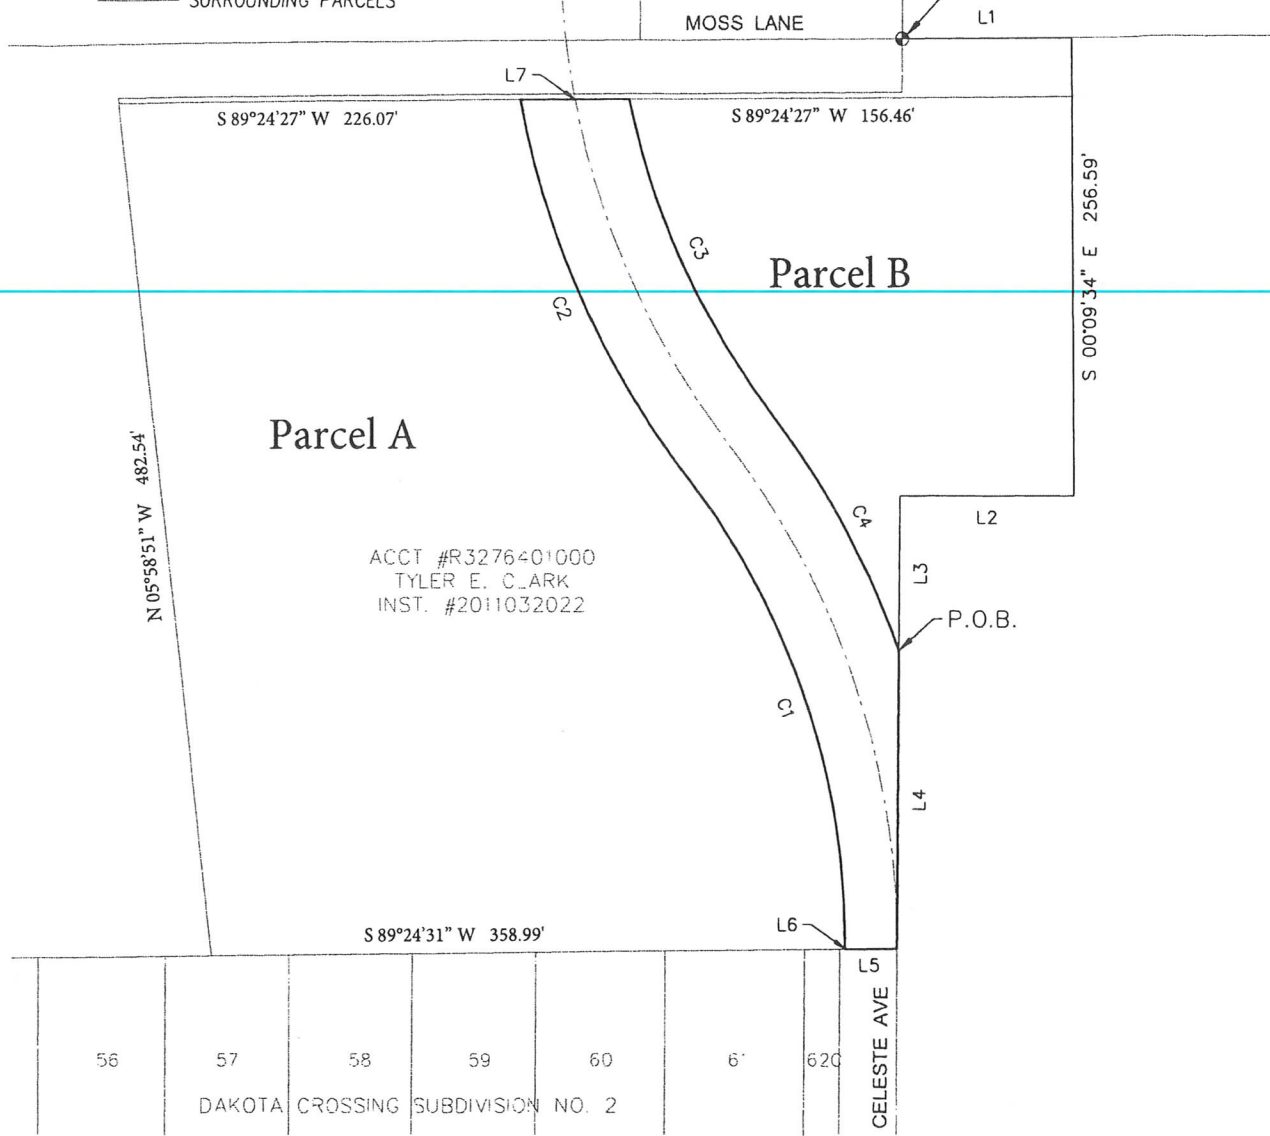 SURROUNDING PARCELS
MOSS LANE
L1
L7
S 89°24'27" W 226.07'
S 89°24'27" W 156.46'
S 00°09'34" E 256.59'
C3
Parcel B
C2
Parcel A
N 05°58'51" W 482.54'
C4
L2
ACCT #R3276401000
TYLER E. CLARK
INST. #2011032022
L3
P.O.B.
C1
L4
L6
S 89°24'31" W 358.99'
L5
CELESTE AVE
56
57
58
59
60
620
DAKOTA CROSSING SUBDIVISION NO. 2